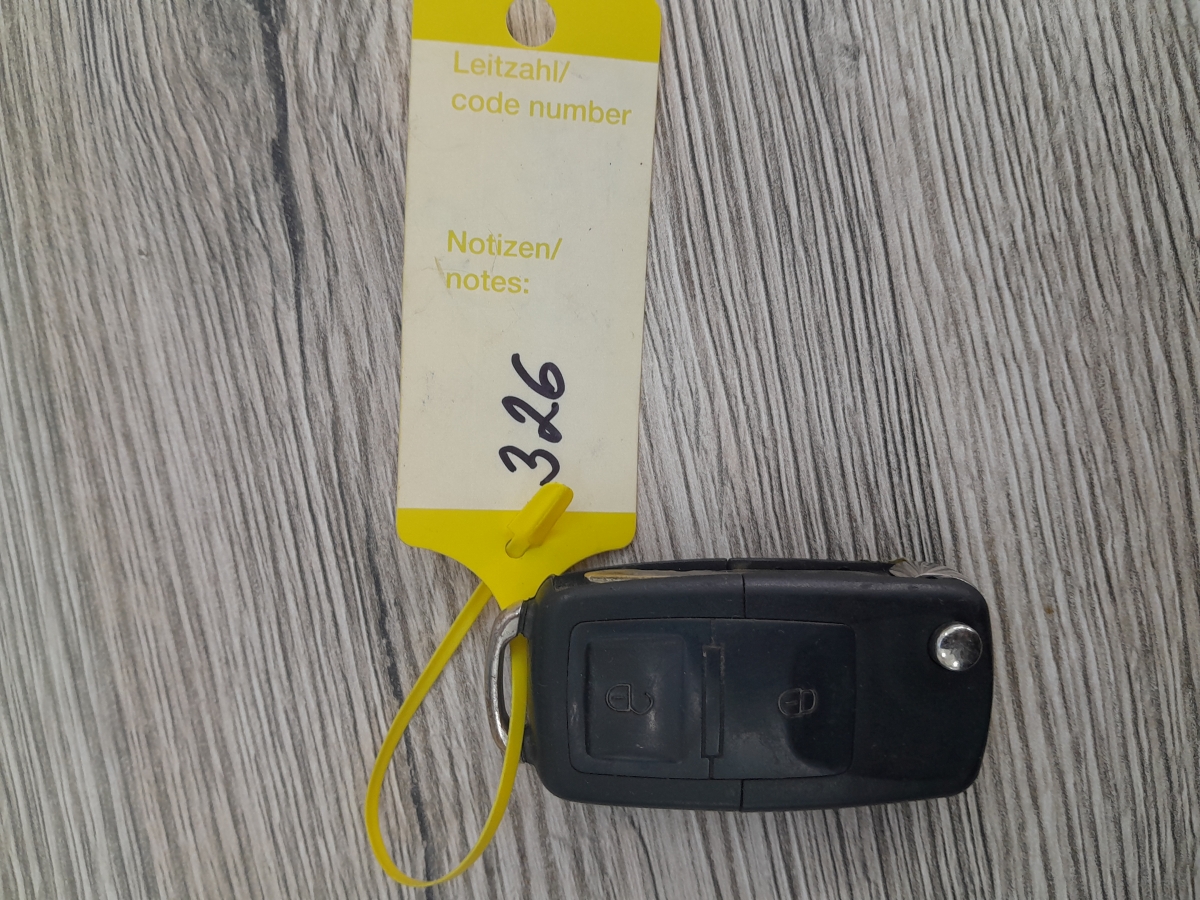 Leitzahl/
code number
Notizen/
notes:
326